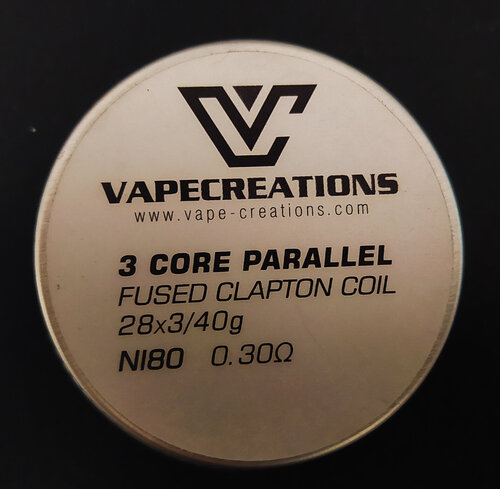 VAPECREATIONS
www.vape-creations.com
3 CORE PARALLEL
FUSED CLAPTON COIL
28x3/40g
NI80 0.30Ω